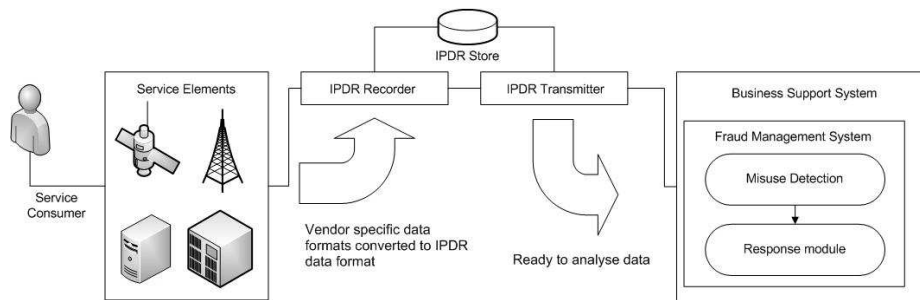 IPDR Store
Service Elements
IPDR Recorder
IPDR Transmitter
Business Support System
Fraud Management System
Misuse Detection
Service
Consumer
Vendor specific data
formats converted to IPDR
data format
Ready to analyse data
Response module